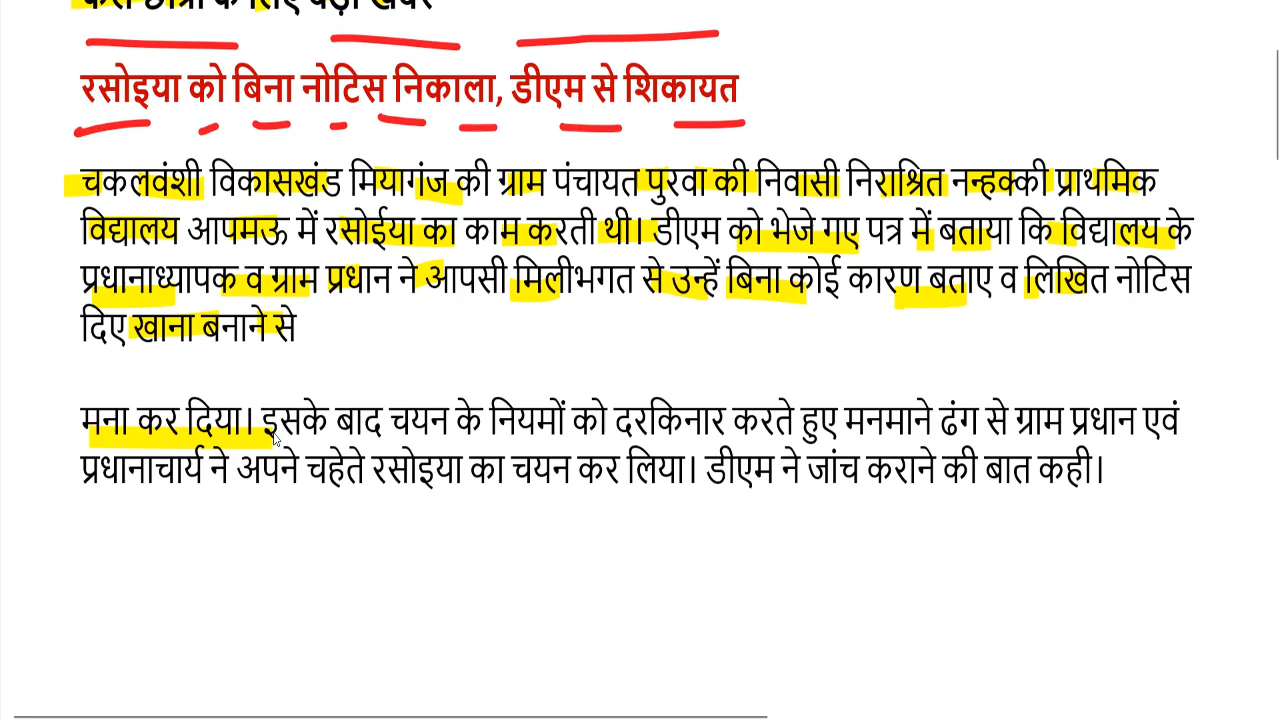 के लिए बड़ी खबर
रसोइया को बिना नोटिस निकाला, डीएम से शिकायत
चकलवंशी विकासखंड मियागंज की ग्राम पंचायत पुरवा की निवासी निराश्रित नन्हक्की प्राथमिक
विद्यालय आपमऊ में रसोईया का काम करती थी। डीएम को भेजे गए पत्र में बताया कि विद्यालय के
प्रधानाध्यापक व ग्राम प्रधान ने आपसी मिलीभगत से उन्हें बिना कोई कारण बताए व लिखित नोटिस
दिए खाना बनाने से
मना कर दिया। इसके बाद चयन के नियमों को दरकिनार करते हुए मनमाने ढंग से ग्राम प्रधान एवं
प्रधानाचार्य ने अपने चहेते रसोइया का चयन कर लिया। डीएम ने जांच कराने की बात कही।